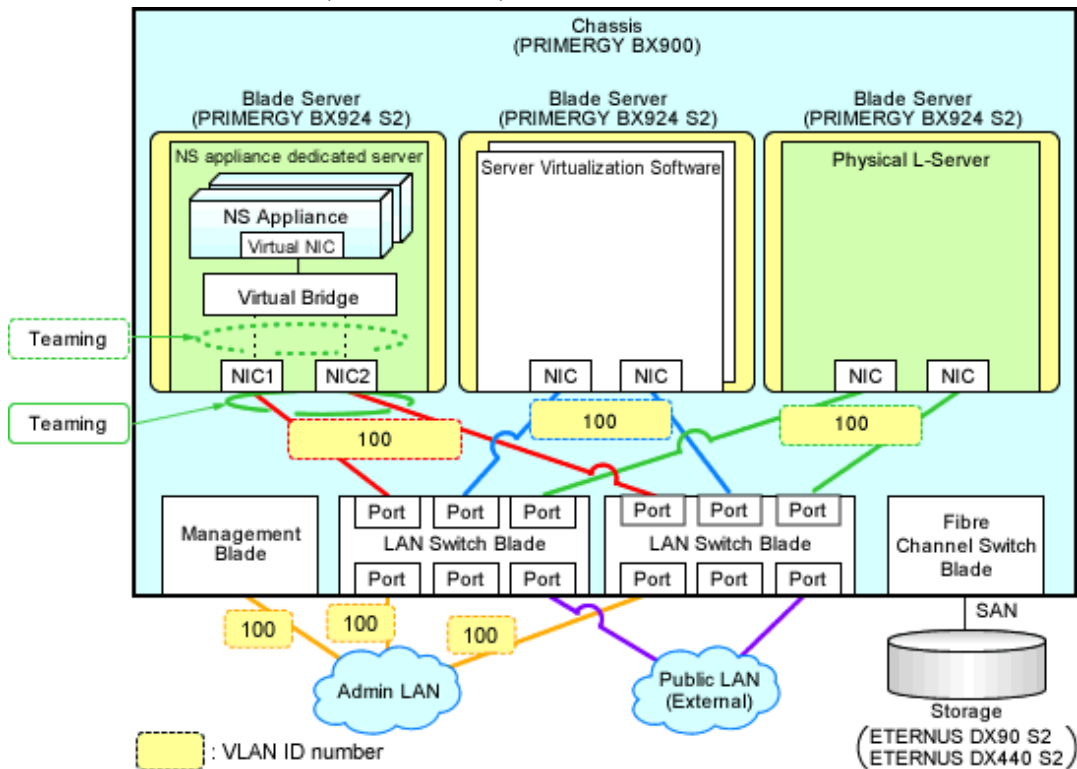 Chassis
(PRIMERGY BX900)
Blade Server
(PRIMERGY BX924 S2)
Blade Server
(PRIMERGY BX924 S2)
Blade Server
(PRIMERGY BX924 S2)
NS appliance dedicated server
Server Virtualization Software
Physical L-Server
NS Appliance
Virtual NIC
Virtual Bridge
Teaming
NIC1
NIC2
NIC
NIC
NIC
NIC
Teaming
100
100
100
Port
Port
Port
Port
Port
Port
Management
Blade
LAN Switch Blade
LAN Switch Blade
Fibre
Channel Switch
Blade
Port
Port
Port
Port
Port
Port
100
100
100
SAN
Admin LAN
Public LAN
(External)
Storage
(ETERNUS DX90 S2
ETERNUS DX440 S2)
: VLAN ID number